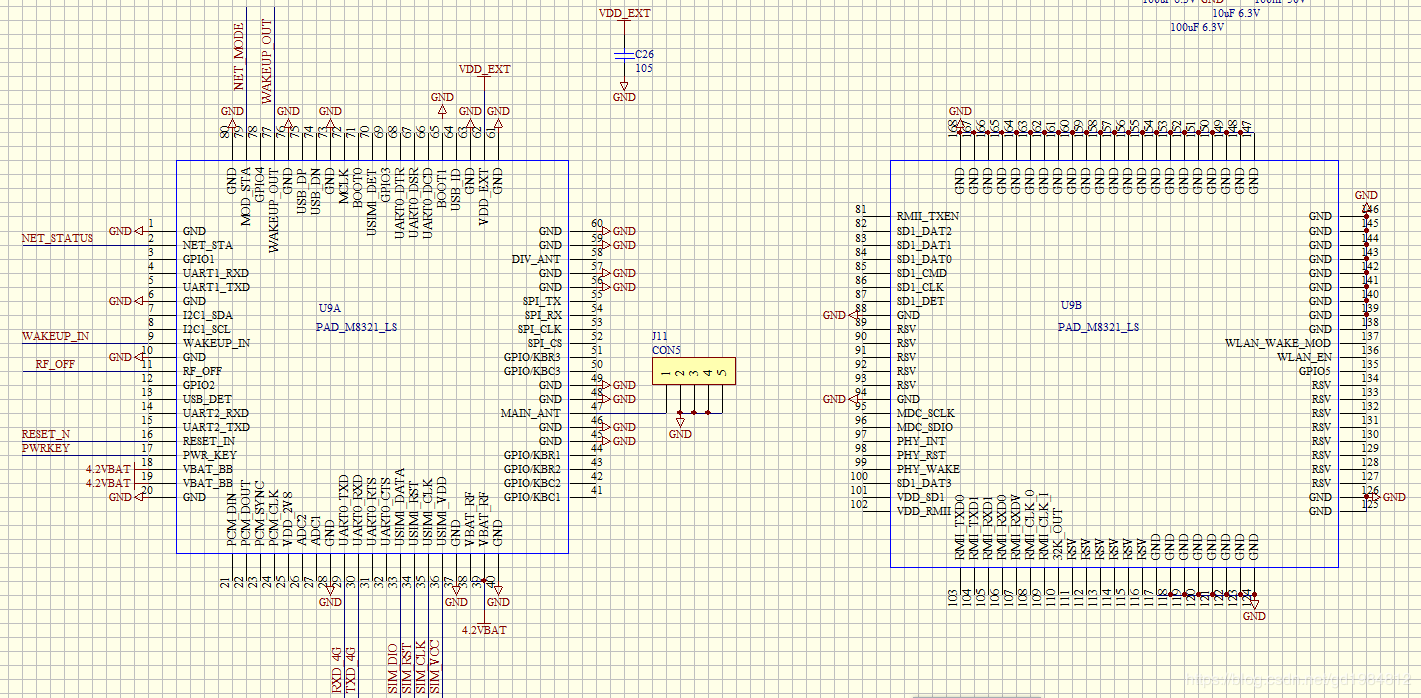 10uF 6.3V
100uF 6.3V
VDD_EXT
C26
105
GND
NET_MODE
WAKEUP_OUT
VDD_EXT
GND
GND
GND
GND
GND
GND
80 79 78 77 76 75 74 73 72 71 70 69 68 67 66 65 64 63 62 61
GND
MOD_STA
GPIO4
WAKEUP_OUT
GND
USB_DP
USB_DN
GND
MCLK
BOOT0
USIM1_DET
GPIO3
UART0_DTR
UART0_DSR
UART0_DCD
BOOT1
USB_ID
GND
VDD_EXT
GND
GND 1 GND
NET_STATUS 2 NET_STA
3 GPIO1
4 UART1_RXD
5 UART1_TXD
GND 6 GND
7 I2C1_SDA
8 I2C1_SCL
WAKEUP_IN 9 WAKEUP_IN
GND 10 GND
RF_OFF 11 RF_OFF
12 GPIO2
13 USB_DET
14 UART2_RXD
15 UART2_TXD
RESET_N 16 RESET_IN
PWRKEY 17 PWR_KEY
4.2VBAT 18 VBAT_BB
4.2VBAT 19 VBAT_BB
GND 20 GND
U9A
PAD_M8321_LS
GND 60 GND
GND 59 GND
DIV_ANT 58
GND 57 GND
GND 56 GND
SPI_TX 55
SPI_RX 54
SPI_CLK 53
SPI_CS 52
GPIO/KBR3 51
GPIO/KBC3 50
GND 49 GND
GND 48 GND
MAIN_ANT 47
GND 46 GND
GND 45 GND
GPIO/KBR1 44
GPIO/KBR2 43
GPIO/KBC2 42
GPIO/KBC1 41
PCM_DIN
PCM_DOUT
PCM_SYNC
PCM_CLK
VDD_2V8
ADC2
ADC1
GND
UART0_TXD
UART0_RXD
UART0_RTS
UART0_CTS
USIM1_DATA
USIM1_RST
USIM1_CLK
USIM1_VDD
GND
VBAT_RF
VBAT_RF
GND
21 22 23 24 25 26 27 28 29 30 31 32 33 34 35 36 37 38 39 40
GND
GND
GND
4.2VBAT
RXD_4G
TXD_4G
SIM_DIO
SIM_RST
SIM_CLK
SIM_VCC
J11
CON5
1 2 3 4 5
GND
GND
168 167 166 165 164 163 162 161 160 159 158 157 156 155 154 153 152 151 150 149 148 147
GND GND GND GND GND GND GND GND GND GND GND GND GND GND GND GND GND GND GND GND GND GND
81 RMII_TXEN
82 SD1_DAT2
83 SD1_DAT1
84 SD1_DAT0
85 SD1_CMD
86 SD1_CLK
87 SD1_DET
GND 88 GND
89 RSV
90 RSV
91 RSV
92 RSV
93 RSV
GND 94 GND
95 MDC_SCLK
96 MDC_SDIO
97 PHY_INT
98 PHY_RST
99 PHY_WAKE
100 SD1_DAT3
101 VDD_SD1
102 VDD_RMII
U9B
PAD_M8321_LS
GND
GND 146
GND 145
GND 144
GND 143
GND 142
GND 141
GND 140
GND 139
GND 138
WLAN_WAKE_MOD 137
WLAN_EN 136
GPIO5 135
RSV 134
RSV 133
RSV 132
RSV 131
RSV 130
RSV 129
RSV 128
RSV 127
GND 126 GND
GND 125
RMII_TXD0
RMII_TXD1
RMII_RXD1
RMII_RXD0
RMII_RXDV
RMII_CLK_O
RMII_CLK_I
32K_OUT
RSV
RSV
RSV
RSV
RSV
RSV
GND
GND
GND
GND
GND
GND
GND
GND
103 104 105 106 107 108 109 110 111 112 113 114 115 116 117 118 119 120 121 122 123 124
GND
https://blog.csdn.net/gd1984812